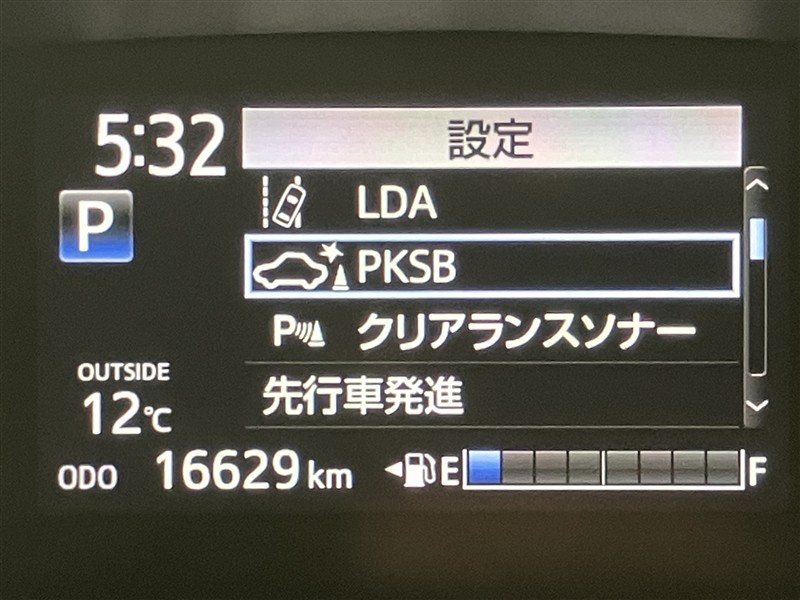 5:32
設定
P
LDA
PKSB
P クリアランスソナー
先行車発進
OUTSIDE
12℃
ODO 16629 km
E F